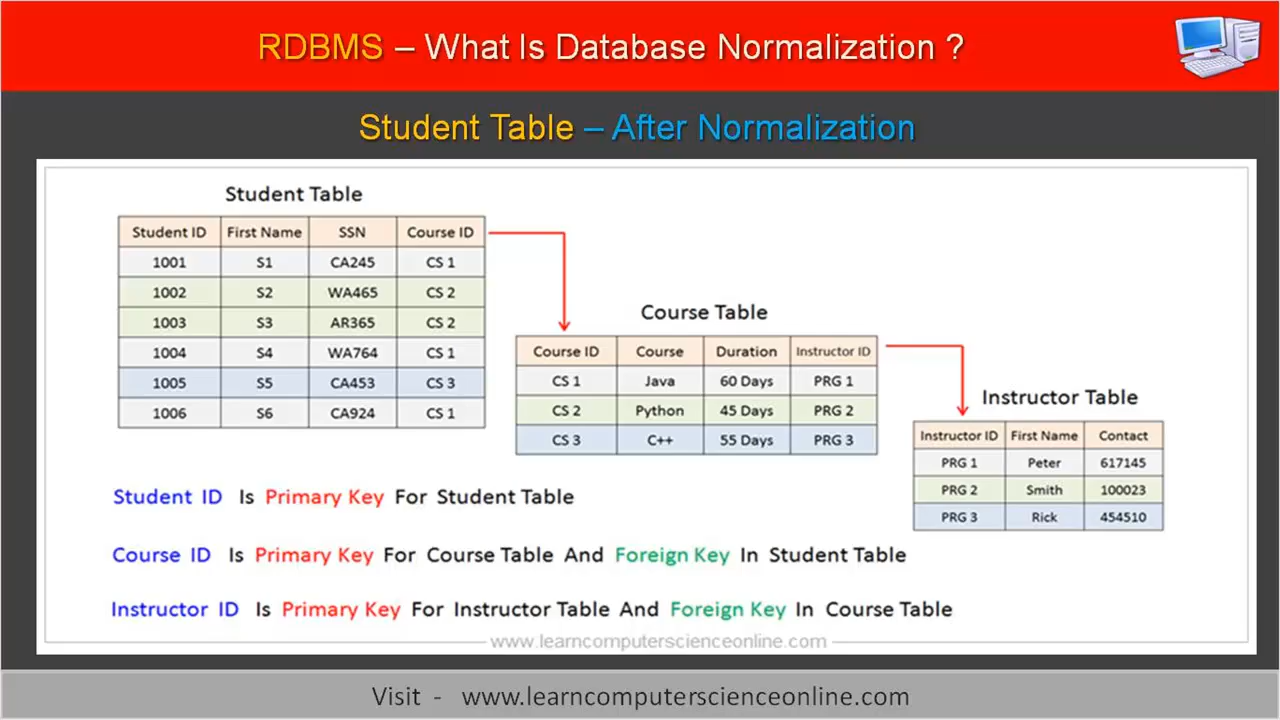 RDBMS – What Is Database Normalization ?
Student Table – After Normalization
Student Table
Student ID First Name SSN Course ID
1001 S1 CA245 CS 1
1002 S2 WA465 CS 2
1003 S3 AR365 CS 2
1004 S4 WA764 CS 1
1005 S5 CA453 CS 3
1006 S6 CA924 CS 1
Course Table
Course ID Course Duration Instructor ID
CS 1 Java 60 Days PRG 1
CS 2 Python 45 Days PRG 2
CS 3 C++ 55 Days PRG 3
Instructor Table
Instructor ID First Name Contact
PRG 1 Peter 617145
PRG 2 Smith 100023
PRG 3 Rick 454510
Student ID Is Primary Key For Student Table
Course ID Is Primary Key For Course Table And Foreign Key In Student Table
Instructor ID Is Primary Key For Instructor Table And Foreign Key In Course Table
www.learncomputerscienceonline.com
Visit - www.learncomputerscienceonline.com